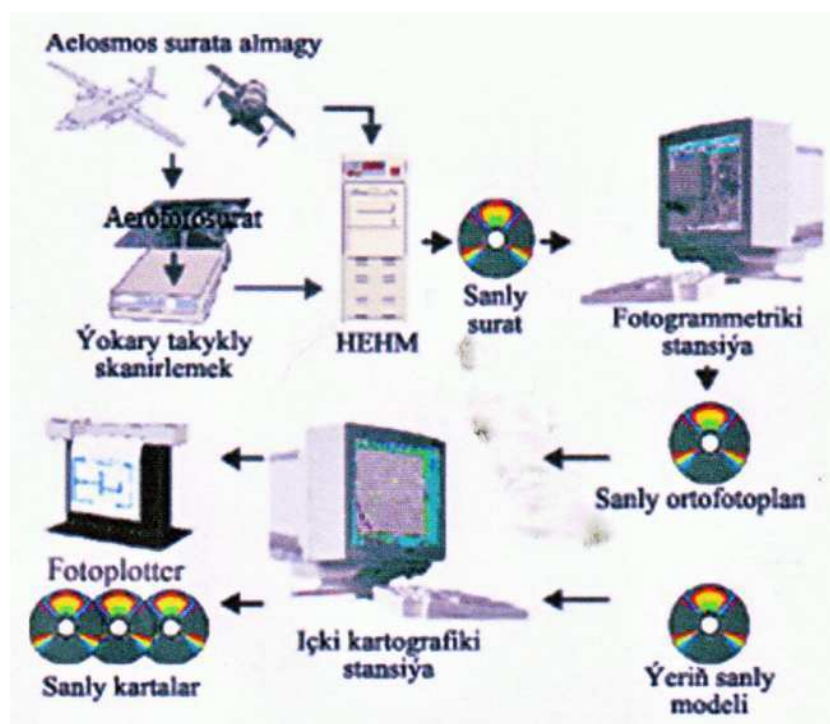 Aelosmos surata almagy
Aerofotosurat
Ýokary takykly
skanirlemek
HEHM
Sanly
surat
Fotogrammetriki
stansiýa
Sanly ortofotoplan
Fotoplotter
Sanly kartalar
Içki kartografiki
stansiýa
Ýeriň sanly
modeli